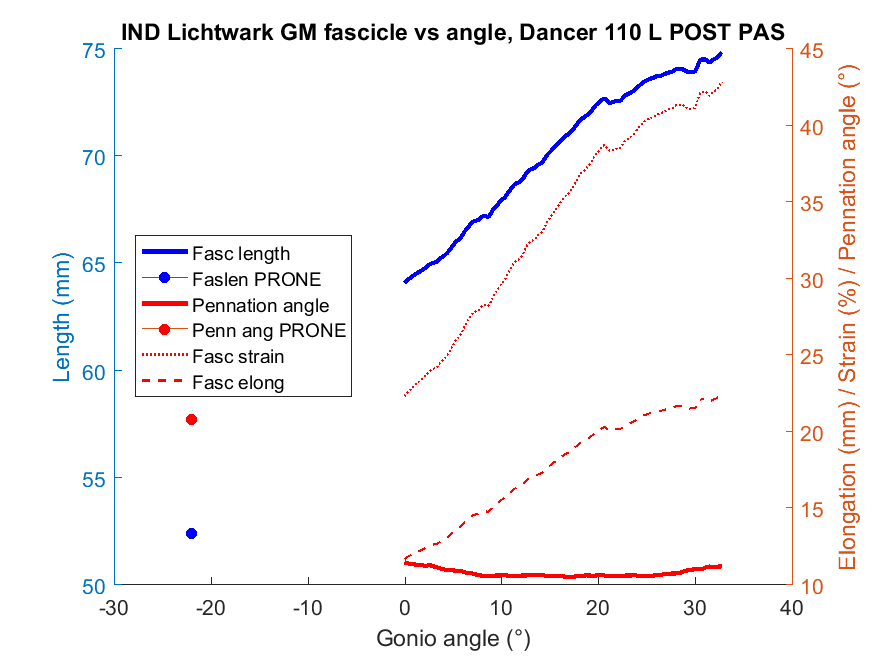 IND Lichtwark GM fascicle vs angle, Dancer 110 L POST PAS
75
70
65
60
55
50
Length (mm)
45
40
35
30
25
20
15
10
Elongation (mm) / Strain (%) / Pennation angle (°)
Fasc length
Faslen PRONE
Pennation angle
Penn ang PRONE
Fasc strain
Fasc elong
-30 -20 -10 0 10 20 30 40
Gonio angle (°)